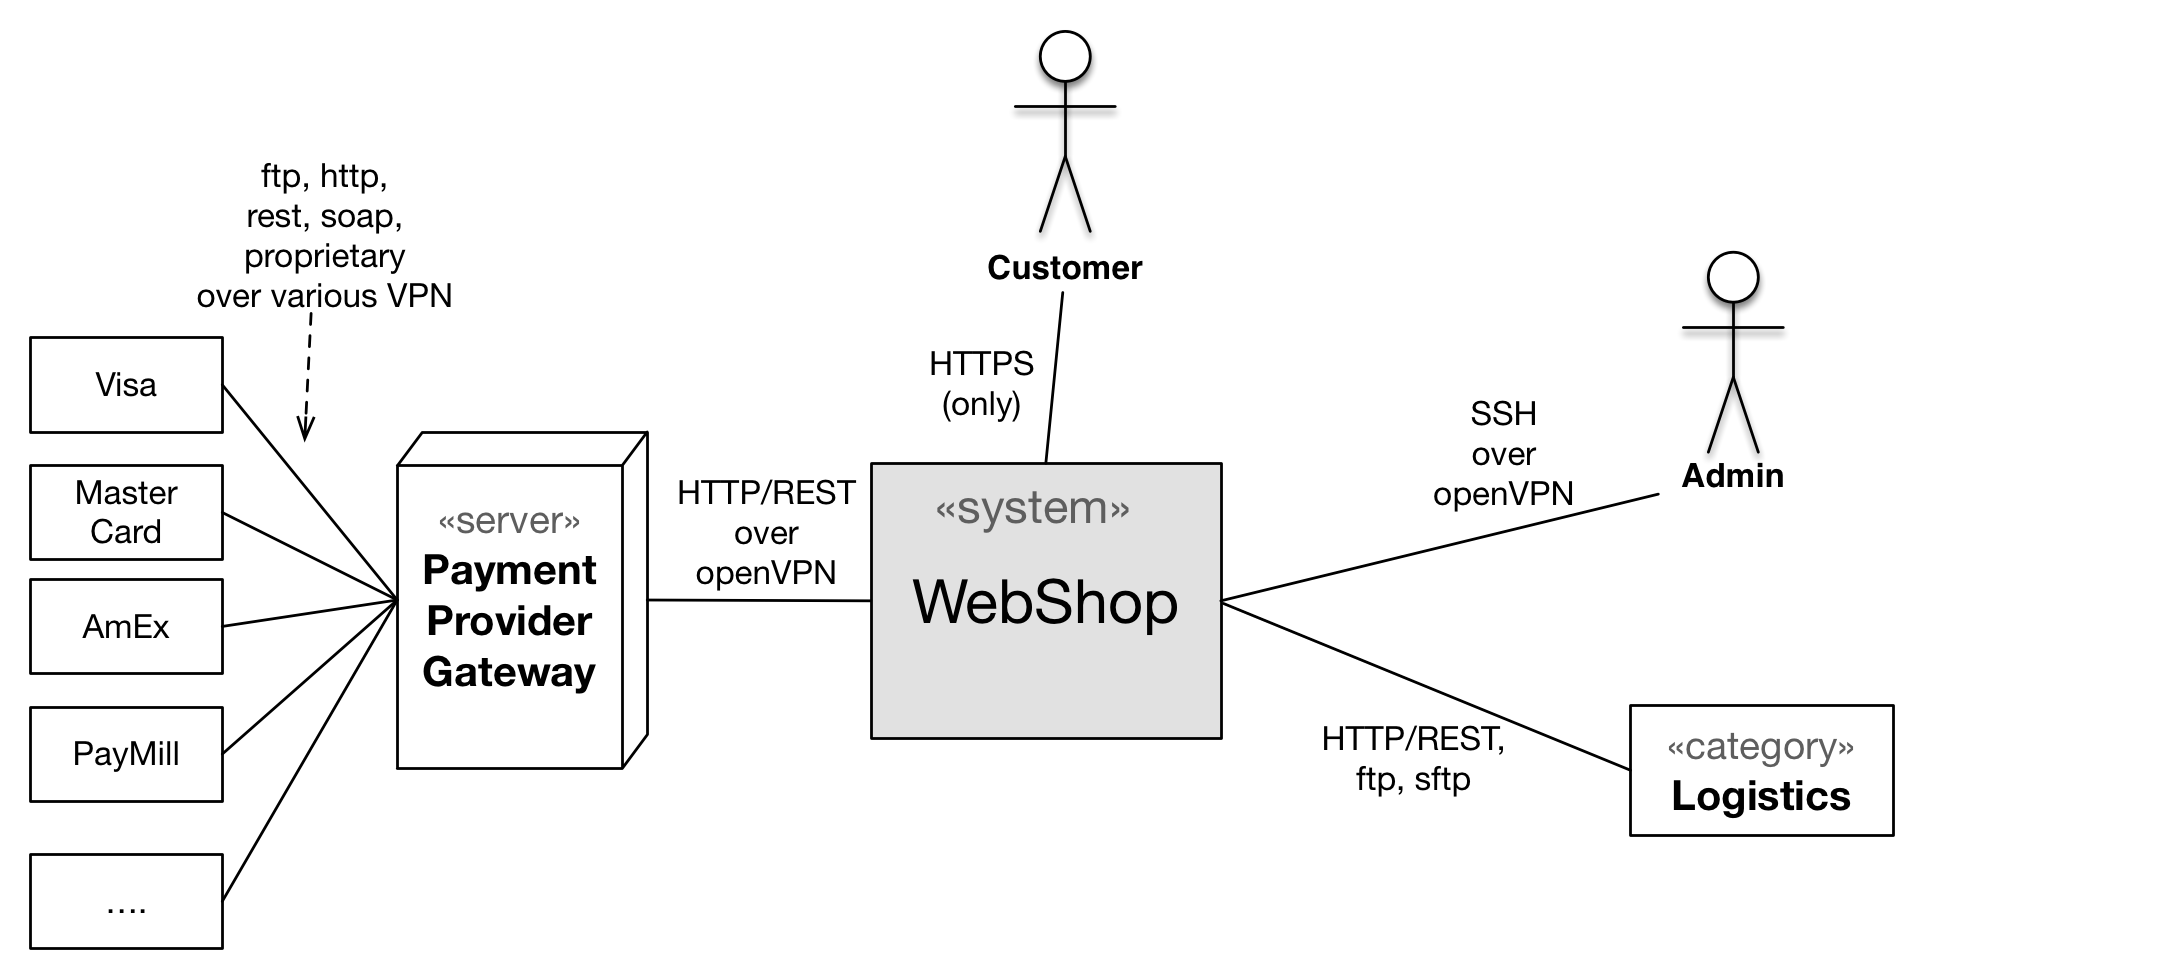 ftp, http,
rest, soap,
proprietary
over various VPN
Visa
Master
Card
AmEx
PayMill
....
«server»
Payment
Provider
Gateway
HTTP/REST
over
openVPN
Customer
HTTPS
(only)
«system»
WebShop
SSH
over
openVPN
Admin
HTTP/REST,
ftp, sftp
«category»
Logistics